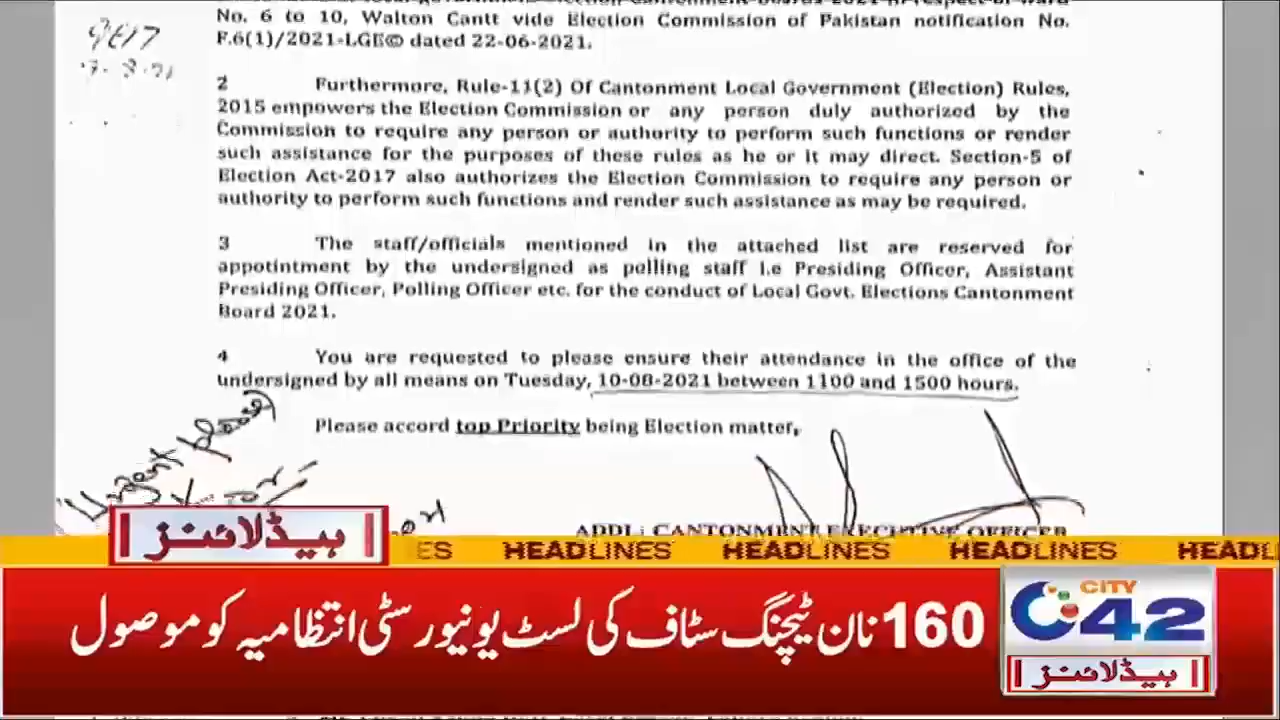 No. 6 to 10, Walton Cantt vide Election Commission of Pakistan notification No.
F.6(1)/2021-LGE© dated 22-06-2021.
2 Furthermore, Rule-11(2) Of Cantonment Local Government (Election) Rules,
2015 empowers the Election Commission or any person duly authorized by the
Commission to require any person or authority to perform such functions or render
such assistance for the purposes of these rules as he or it may direct. Section-5 of
Election Act-2017 also authorizes the Election Commission to require any person or
authority to perform such functions and render such assistance as may be required.
3 The staff/officials mentioned in the attached list are reserved for
appotintment by the undersigned as polling staff i.e Presiding Officer, Assistant
Presiding Officer, Polling Officer etc. for the conduct of Local Govt. Elections Cantonment
Board 2021.
4 You are requested to please ensure their attendance in the office of the
undersigned by all means on Tuesday, 10-08-2021 between 1100 and 1500 hours.
Please accord top Priority being Election matter,
Urgent please
ADDL: CANTONMENT EXECUTIVE OFFICER
ہیڈلائنز
ES HEADLINES HEADLINES HEADLINES HEADL
160 نان ٹیچنگ سٹاف کی لسٹ یونیورسٹی انتظامیہ کو موصول
CITY
42
ہیڈلائنز